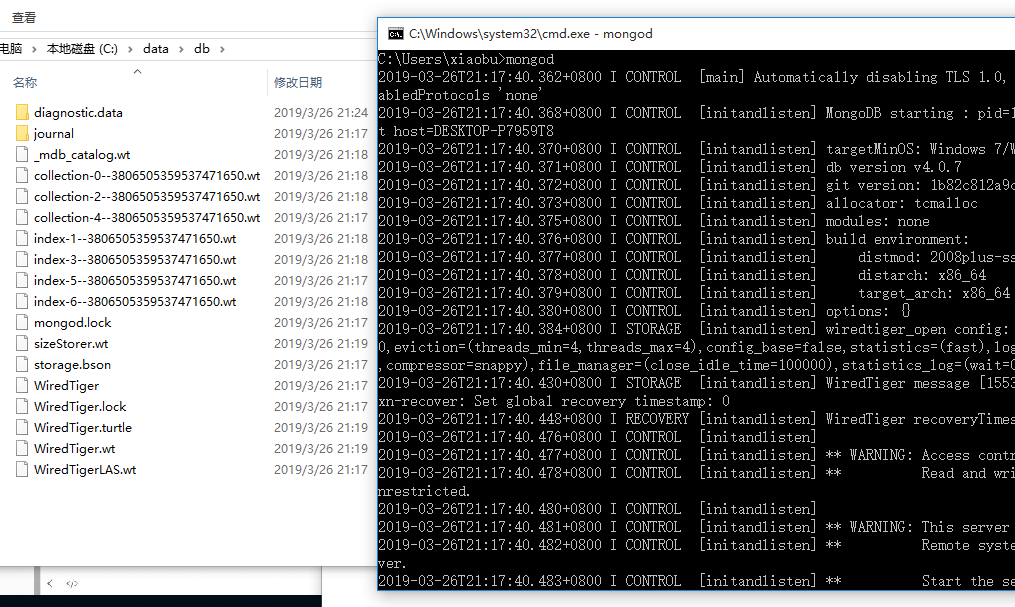 查看
电脑 › 本地磁盘 (C:) › data › db ›
名称 修改日期
diagnostic.data 2019/3/26 21:24
journal 2019/3/26 21:17
_mdb_catalog.wt 2019/3/26 21:18
collection-0--3806505359537471650.wt 2019/3/26 21:18
collection-2--3806505359537471650.wt 2019/3/26 21:18
collection-4--3806505359537471650.wt 2019/3/26 21:17
index-1--3806505359537471650.wt 2019/3/26 21:18
index-3--3806505359537471650.wt 2019/3/26 21:18
index-5--3806505359537471650.wt 2019/3/26 21:17
index-6--3806505359537471650.wt 2019/3/26 21:18
mongod.lock 2019/3/26 21:17
sizeStorer.wt 2019/3/26 21:19
storage.bson 2019/3/26 21:17
WiredTiger 2019/3/26 21:17
WiredTiger.lock 2019/3/26 21:17
WiredTiger.turtle 2019/3/26 21:19
WiredTiger.wt 2019/3/26 21:19
WiredTigerLAS.wt 2019/3/26 21:17
C:\Windows\system32\cmd.exe - mongod
C:\Users\xiaobu>mongod
2019-03-26T21:17:40.362+0800 I CONTROL [main] Automatically disabling TLS 1.0,
abledProtocols 'none'
2019-03-26T21:17:40.368+0800 I CONTROL [initandlisten] MongoDB starting : pid=1
t host=DESKTOP-P7959T8
2019-03-26T21:17:40.370+0800 I CONTROL [initandlisten] targetMinOS: Windows 7/W
2019-03-26T21:17:40.371+0800 I CONTROL [initandlisten] db version v4.0.7
2019-03-26T21:17:40.372+0800 I CONTROL [initandlisten] git version: 1b82c812a9c
2019-03-26T21:17:40.373+0800 I CONTROL [initandlisten] allocator: tcmalloc
2019-03-26T21:17:40.375+0800 I CONTROL [initandlisten] modules: none
2019-03-26T21:17:40.376+0800 I CONTROL [initandlisten] build environment:
2019-03-26T21:17:40.377+0800 I CONTROL [initandlisten] distmod: 2008plus-ss
2019-03-26T21:17:40.378+0800 I CONTROL [initandlisten] distarch: x86_64
2019-03-26T21:17:40.379+0800 I CONTROL [initandlisten] target_arch: x86_64
2019-03-26T21:17:40.380+0800 I CONTROL [initandlisten] options: {}
2019-03-26T21:17:40.384+0800 I STORAGE [initandlisten] wiredtiger_open config:
0,eviction=(threads_min=4,threads_max=4),config_base=false,statistics=(fast),log
,compressor=snappy),file_manager=(close_idle_time=100000),statistics_log=(wait=0
2019-03-26T21:17:40.430+0800 I STORAGE [initandlisten] WiredTiger message [1553
xn-recover: Set global recovery timestamp: 0
2019-03-26T21:17:40.448+0800 I RECOVERY [initandlisten] WiredTiger recoveryTimes
2019-03-26T21:17:40.476+0800 I CONTROL [initandlisten]
2019-03-26T21:17:40.477+0800 I CONTROL [initandlisten] ** WARNING: Access contr
2019-03-26T21:17:40.478+0800 I CONTROL [initandlisten] ** Read and wri
nrestricted.
2019-03-26T21:17:40.480+0800 I CONTROL [initandlisten]
2019-03-26T21:17:40.481+0800 I CONTROL [initandlisten] ** WARNING: This server
2019-03-26T21:17:40.482+0800 I CONTROL [initandlisten] ** Remote syste
ver.
2019-03-26T21:17:40.483+0800 I CONTROL [initandlisten] ** Start the se